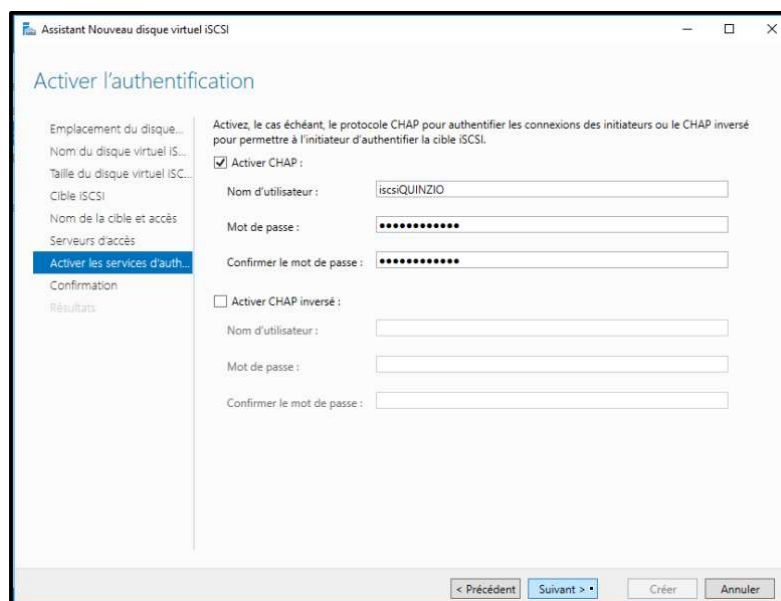 Assistant Nouveau disque virtuel iSCSI
Activer l'authentification
Emplacement du disque...
Nom du disque virtuel iS...
Taille du disque virtuel iSC...
Cible iSCSI
Nom de la cible et accès
Serveurs d'accès
Activer les services d'auth...
Confirmation
Résultats
Activez, le cas échéant, le protocole CHAP pour authentifier les connexions des initiateurs ou le CHAP inversé
pour permettre à l'initiateur d'authentifier la cible iSCSI.
Activer CHAP :
Nom d'utilisateur : iscsiQUINZIO
Mot de passe : ●●●●●●●●●●●●
Confirmer le mot de passe : ●●●●●●●●●●●●
Activer CHAP inversé :
Nom d'utilisateur :
Mot de passe :
Confirmer le mot de passe :
< Précédent Suivant > Créer Annuler